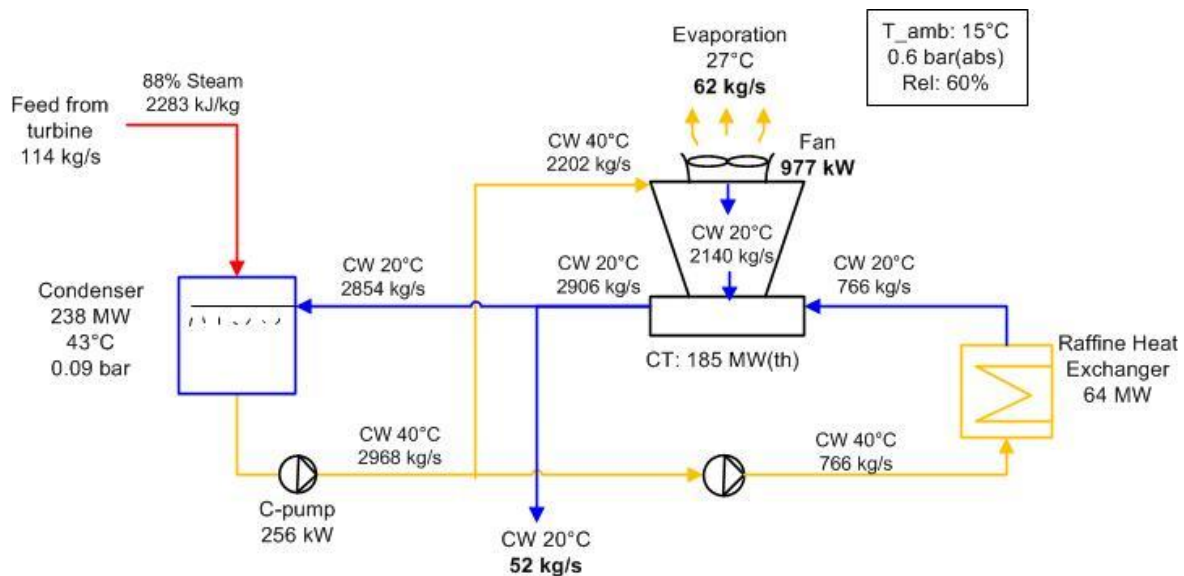 T_amb: 15°C
0.6 bar(abs)
Rel: 60%
Evaporation
27°C
62 kg/s
88% Steam
2283 kJ/kg
Feed from
turbine
114 kg/s
CW 40°C
2202 kg/s
Fan
977 kW
CW 20°C
2140 kg/s
CW 20°C
2854 kg/s
CW 20°C
2906 kg/s
CW 20°C
766 kg/s
Condenser
238 MW
43°C
0.09 bar
CT: 185 MW(th)
Raffine Heat
Exchanger
64 MW
CW 40°C
2968 kg/s
CW 40°C
766 kg/s
C-pump
256 kW
CW 20°C
52 kg/s